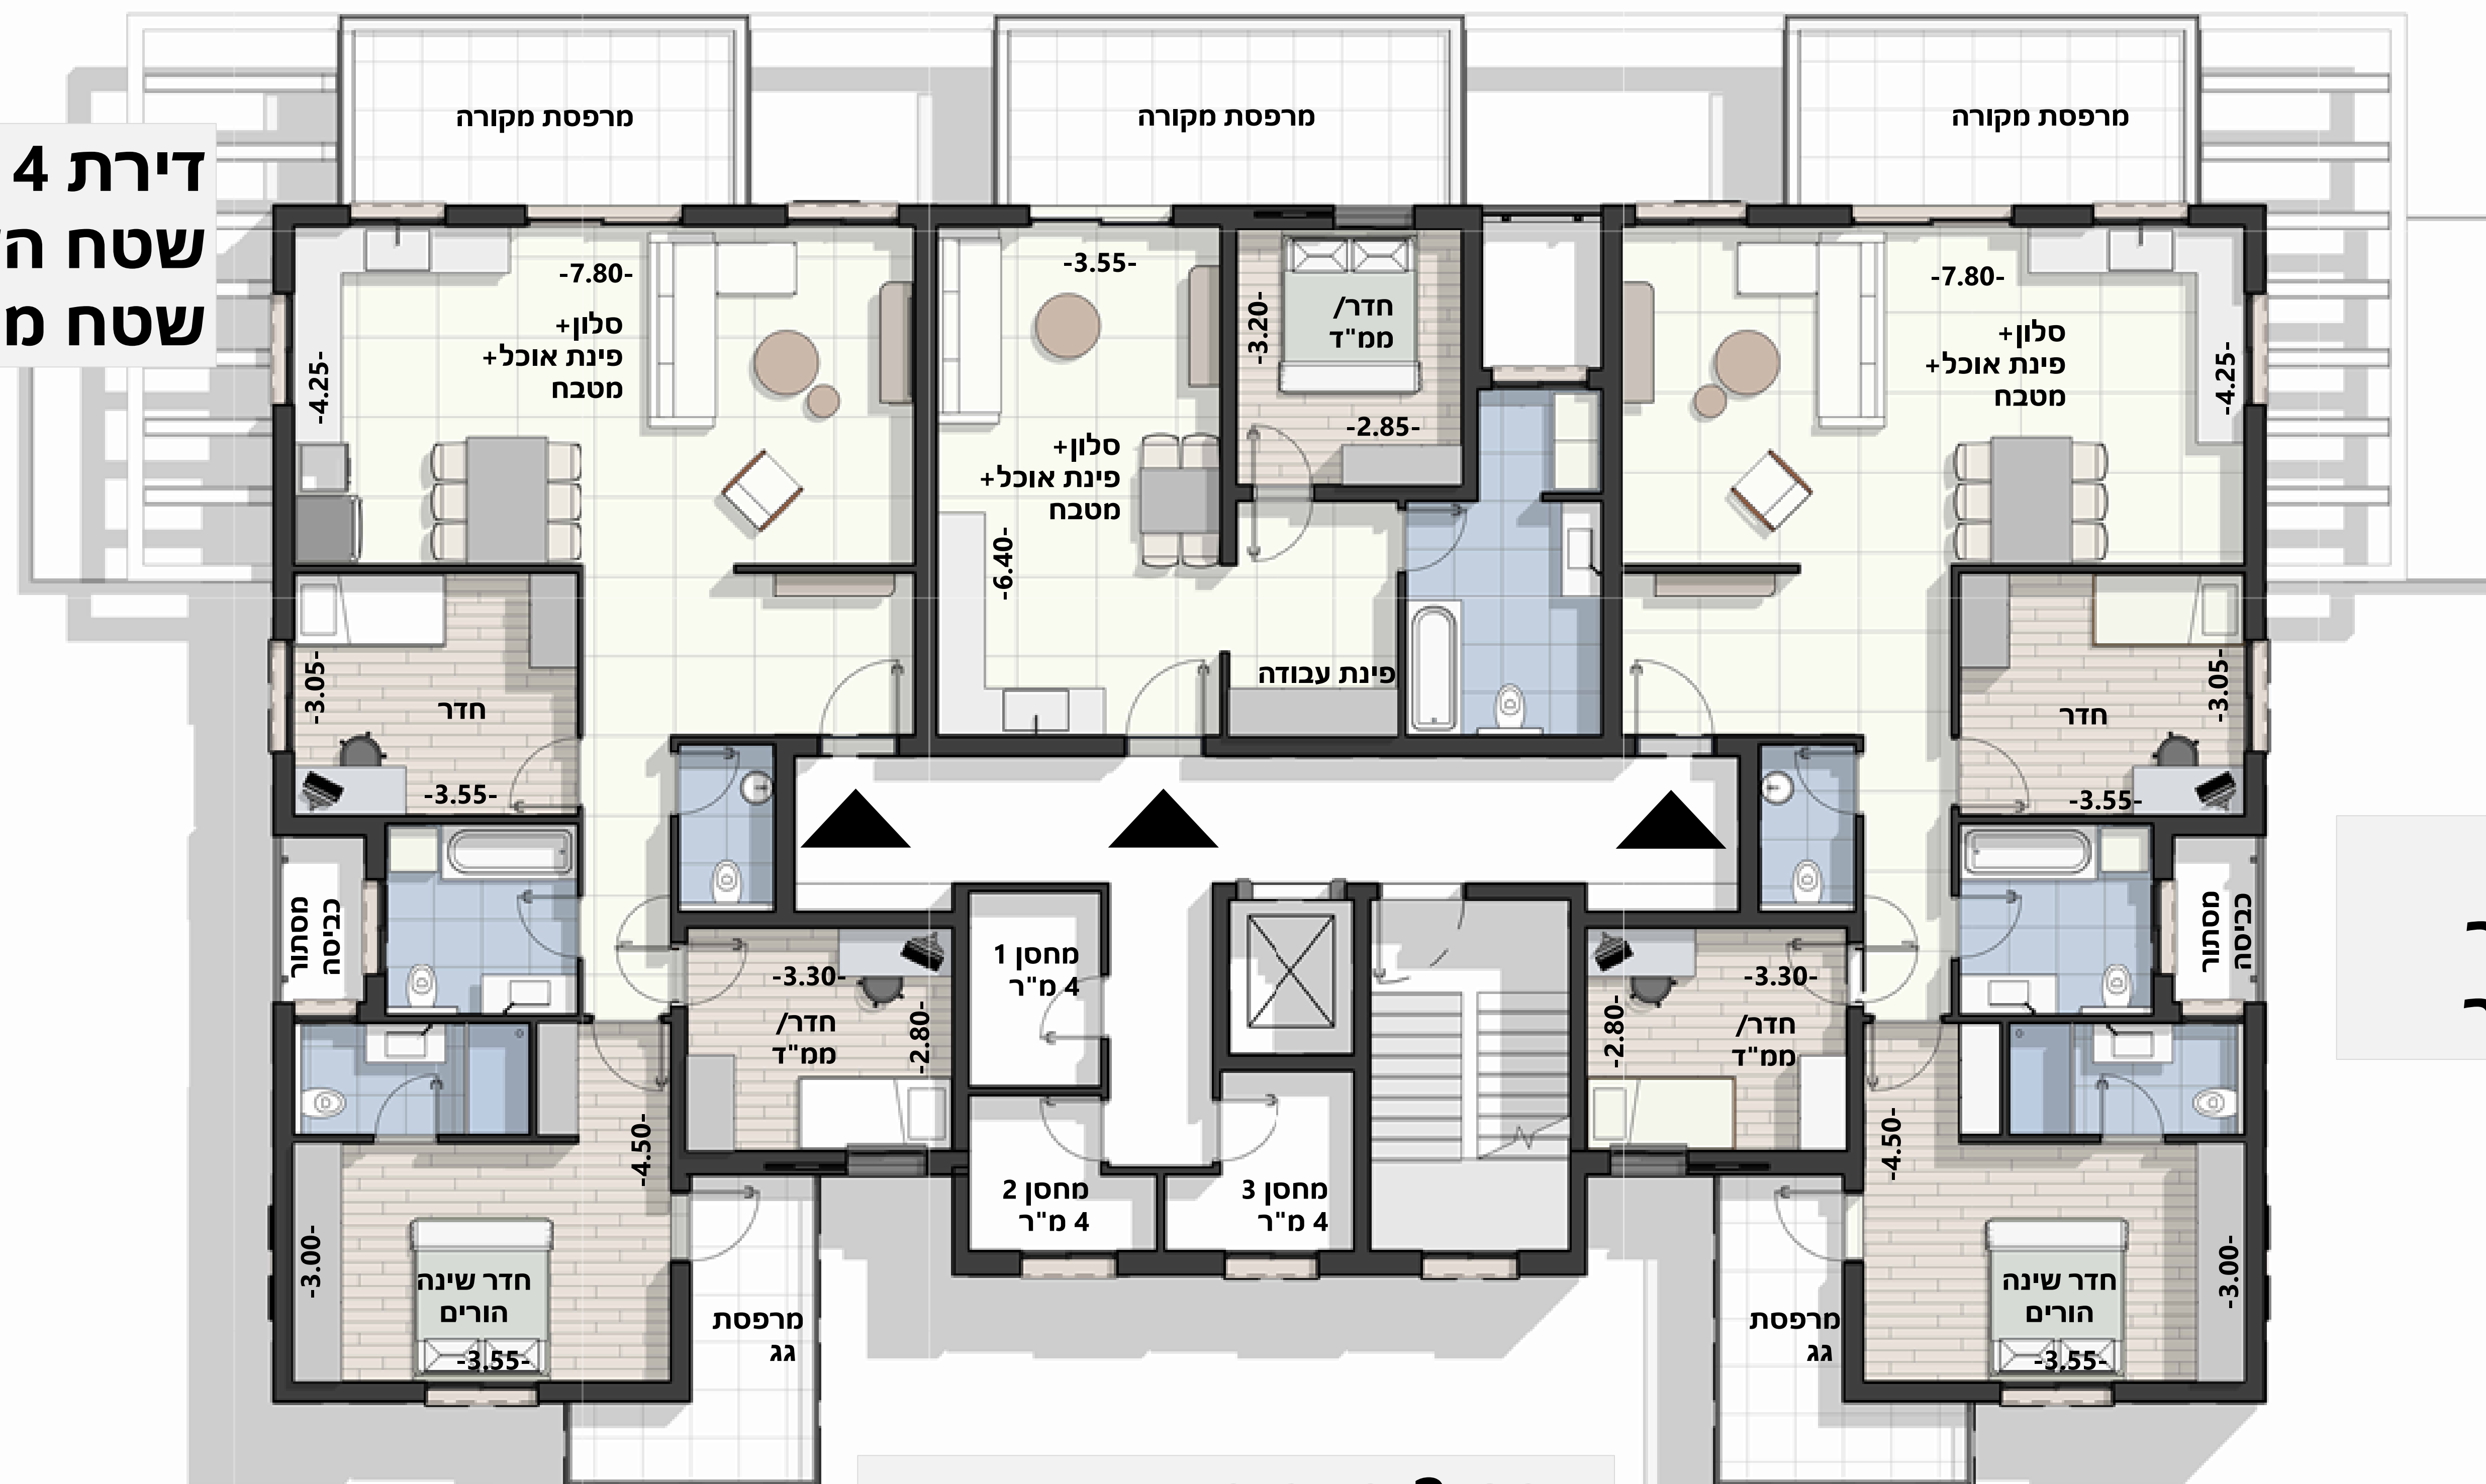 מרפסת מקורה
מרפסת מקורה
מרפסת מקורה
דירת 4
שטח
שטח
-7.80-
סלון+
פינת אוכל+
מטבח
-4.25-
-3.55-
סלון+
פינת אוכל+
מטבח
-6.40-
-3.20-
חדר/
ממ"ד
-2.85-
-7.80-
סלון+
פינת אוכל+
מטבח
-4.25-
-3.05-
חדר
-3.55-
פינת עבודה
חדר
-3.05-
-3.55-
מסתור
כביסה
-3.30-
חדר/
ממ"ד
-2.80-
מחסן 1
4 מ"ר
מחסן 2
4 מ"ר
מחסן 3
4 מ"ר
-3.30-
חדר/
ממ"ד
-2.80-
מסתור
כביסה
-4.50-
-3.00-
חדר שינה
הורים
-3.55-
מרפסת
גג
מרפסת
גג
-4.50-
חדר שינה
הורים
-3.55-
-3.00-